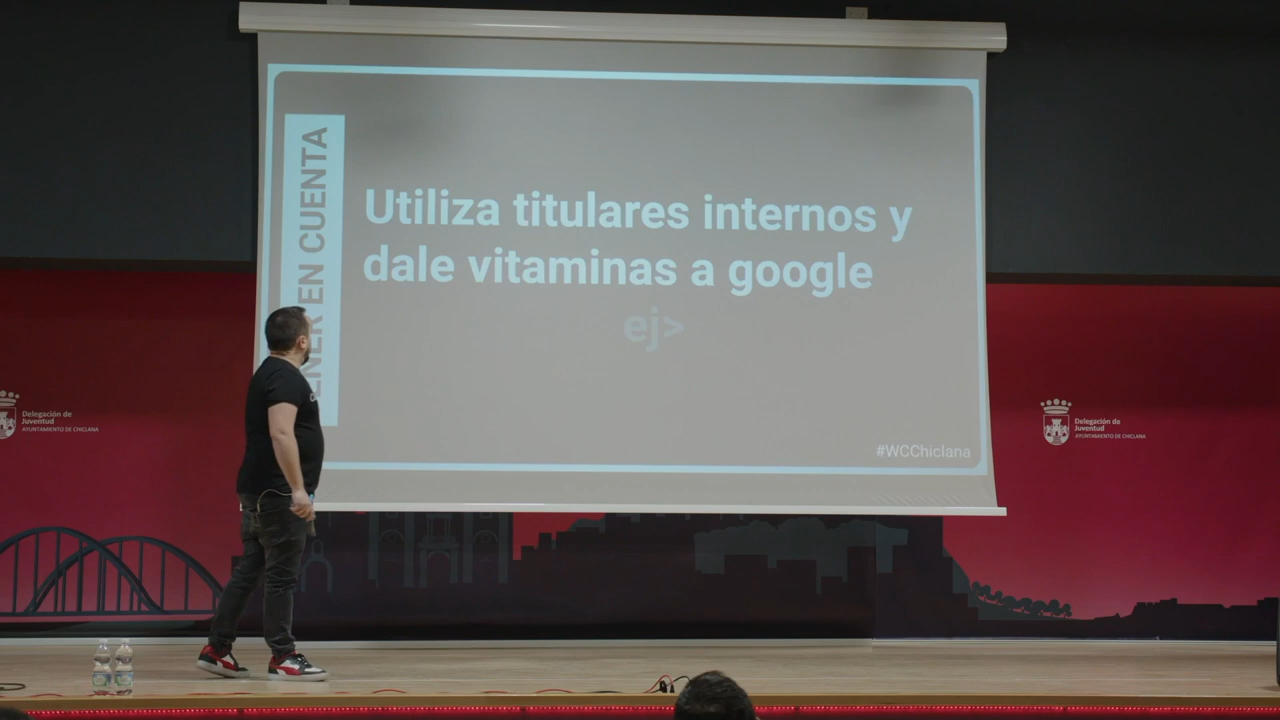 EN CUENTA
Utiliza titulares internos y
dale vitaminas a google
ej>
#WCChiclana
Delegación de
Juventud
AYUNTAMIENTO DE CHICLANA
Delegación de
Juventud
AYUNTAMIENTO DE CHICLANA